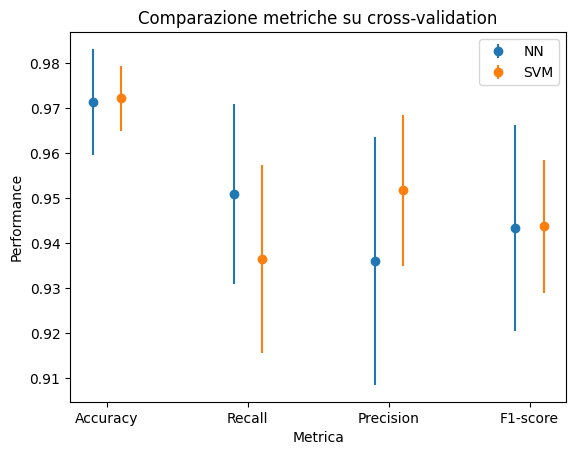 Comparazione metriche su cross-validation
NN
SVM
0.98
0.97
0.96
0.95
0.94
0.93
0.92
0.91
Performance
Accuracy
Recall
Precision
F1-score
Metrica